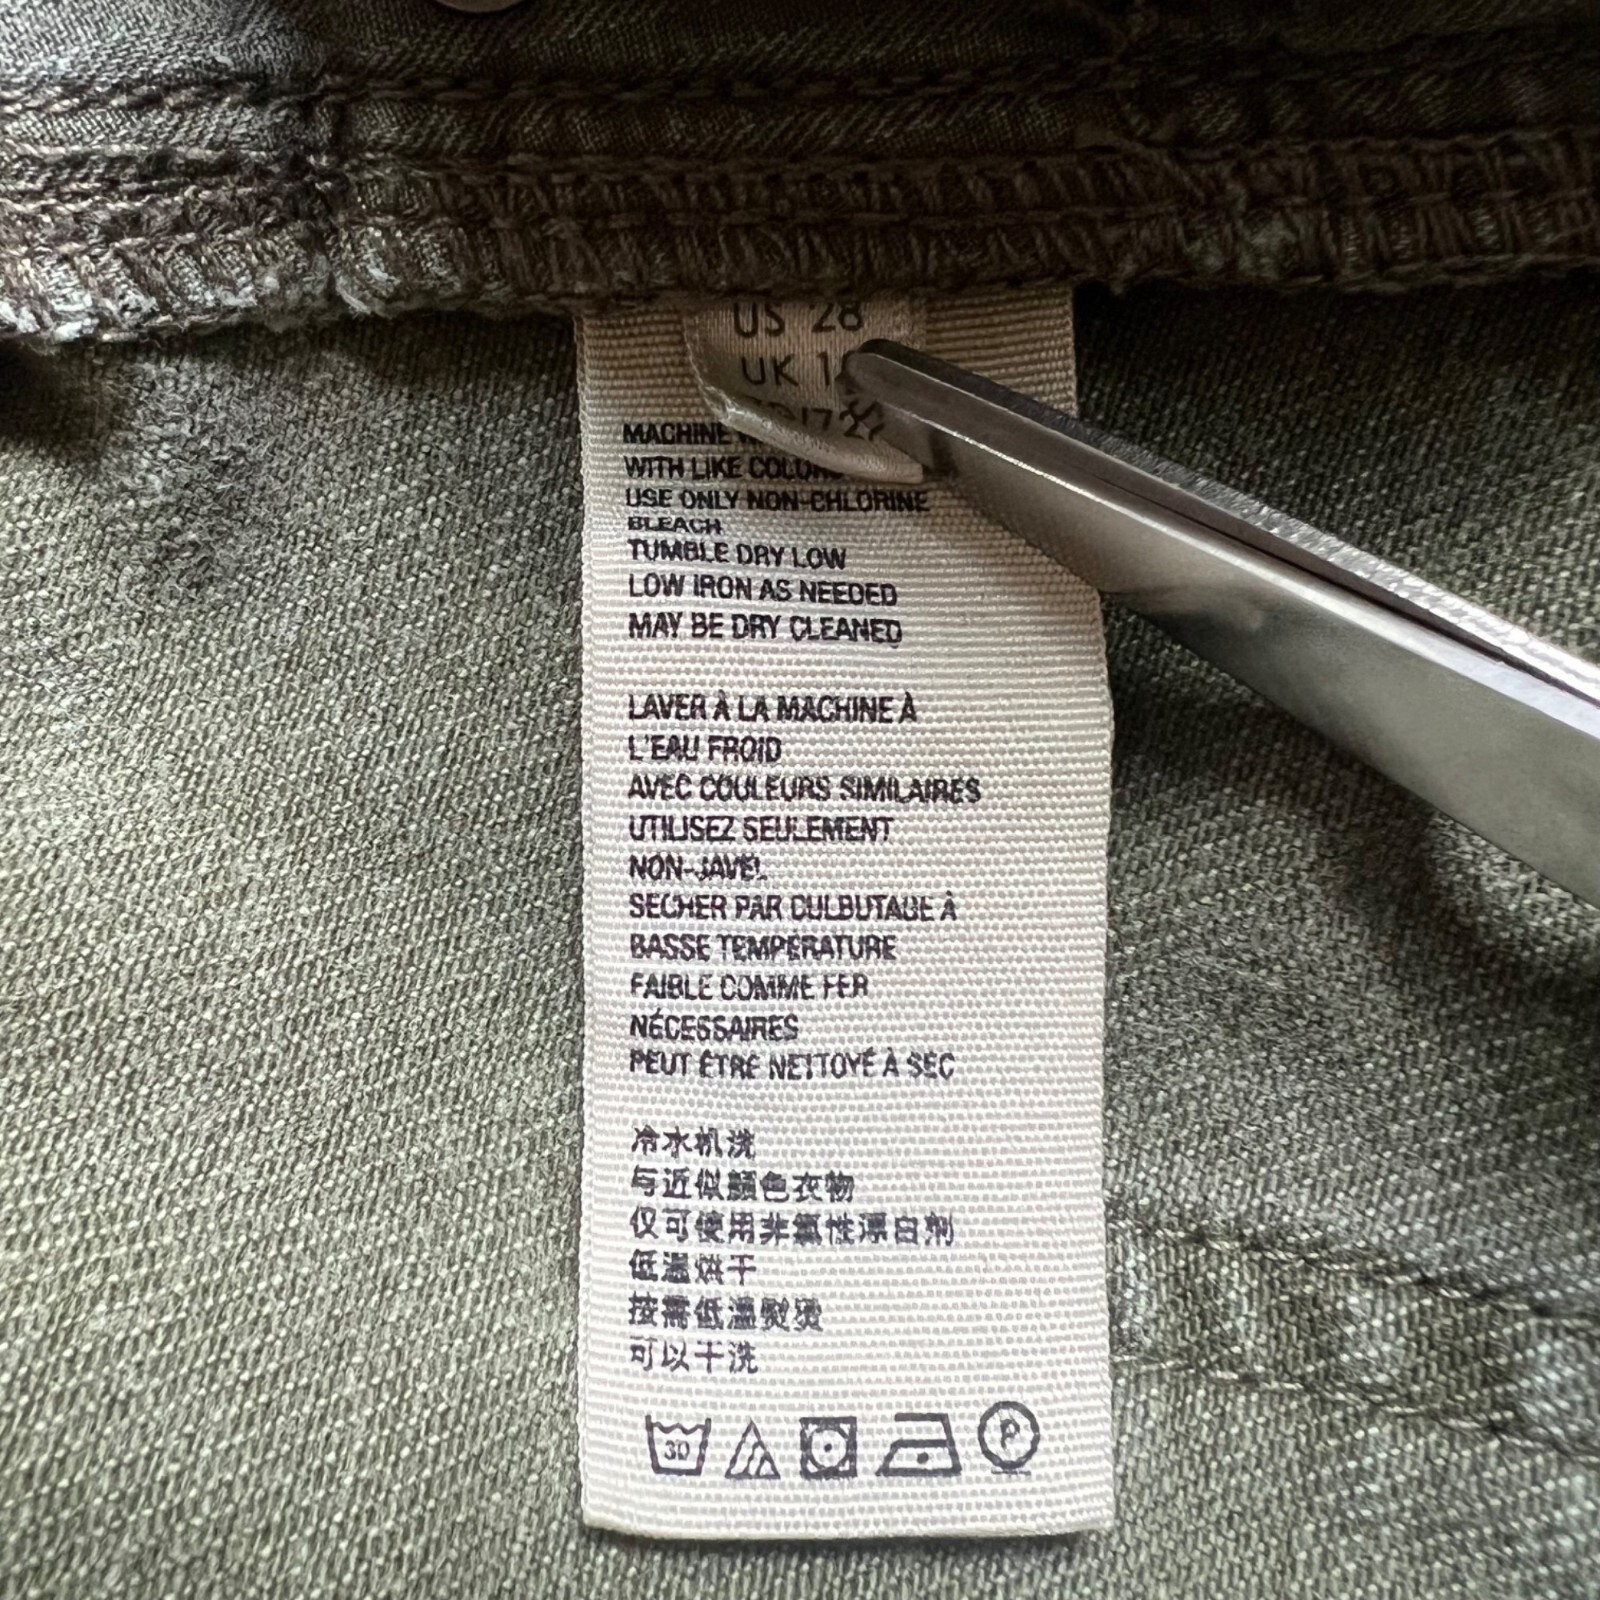 US 28
UK
MACHINE
WITH LIKE COLORS
USE ONLY NON-CHLORINE
BLEACH
TUMBLE DRY LOW
LOW IRON AS NEEDED
MAY BE DRY CLEANED
LAVER À LA MACHINE À
L'EAU FROID
AVEC COULEURS SIMILAIRES
UTILISEZ SEULEMENT
NON-JAVEL
SECHER PAR CULBUTAGE À
BASSE TEMPERATURE
FAIBLE COMME FER
NÉCESSAIRES
PEUT ÊTRE NETTOYÉ À SEC
冷水机洗
与近似顏色衣物
仅可使用非氯性漂白剂
低温烘干
按需低温熨烫
可以干洗
30 P